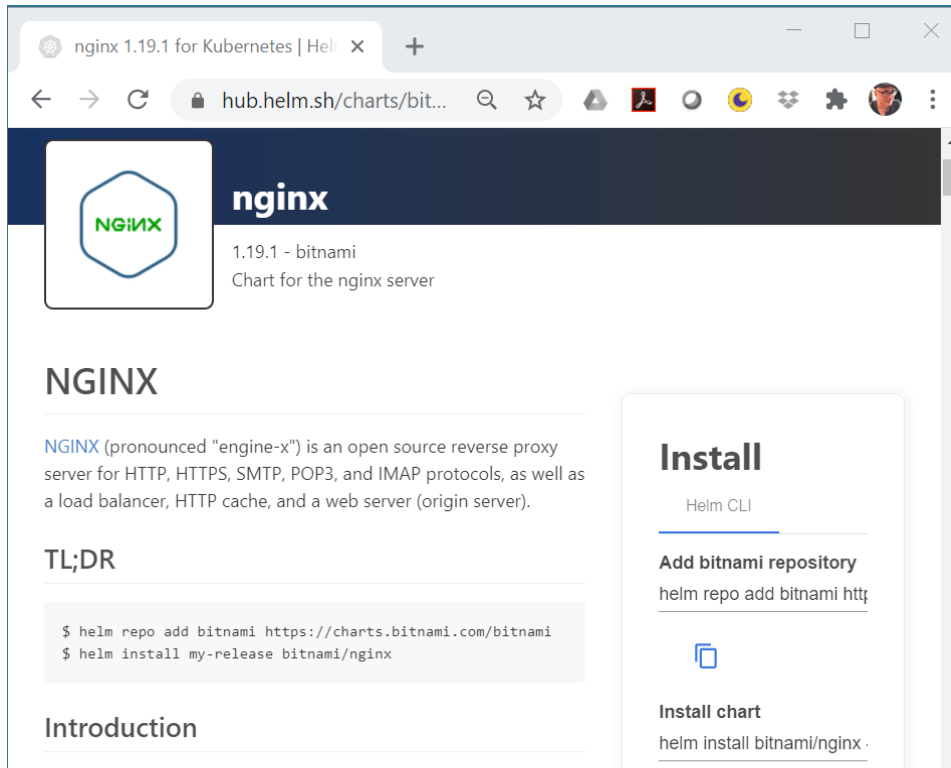 nginx 1.19.1 for Kubernetes | Hel
hub.helm.sh/charts/bit...
NGINX
nginx
1.19.1 - bitnami
Chart for the nginx server
NGINX
NGINX (pronounced "engine-x") is an open source reverse proxy
server for HTTP, HTTPS, SMTP, POP3, and IMAP protocols, as well as
a load balancer, HTTP cache, and a web server (origin server).
TL;DR
$ helm repo add bitnami https://charts.bitnami.com/bitnami
$ helm install my-release bitnami/nginx
Introduction
Install
Helm CLI
Add bitnami repository
helm repo add bitnami http
Install chart
helm install bitnami/nginx -